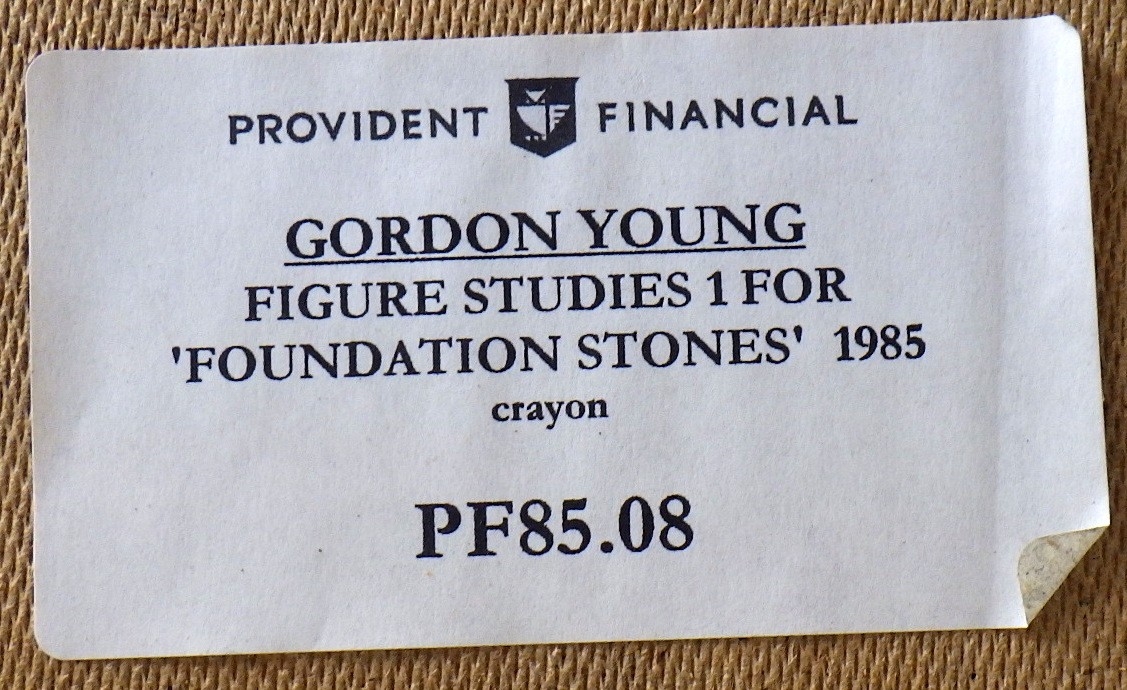 PROVIDENT FINANCIAL
GORDON YOUNG
FIGURE STUDIES 1 FOR
'FOUNDATION STONES' 1985
crayon
PF85.08